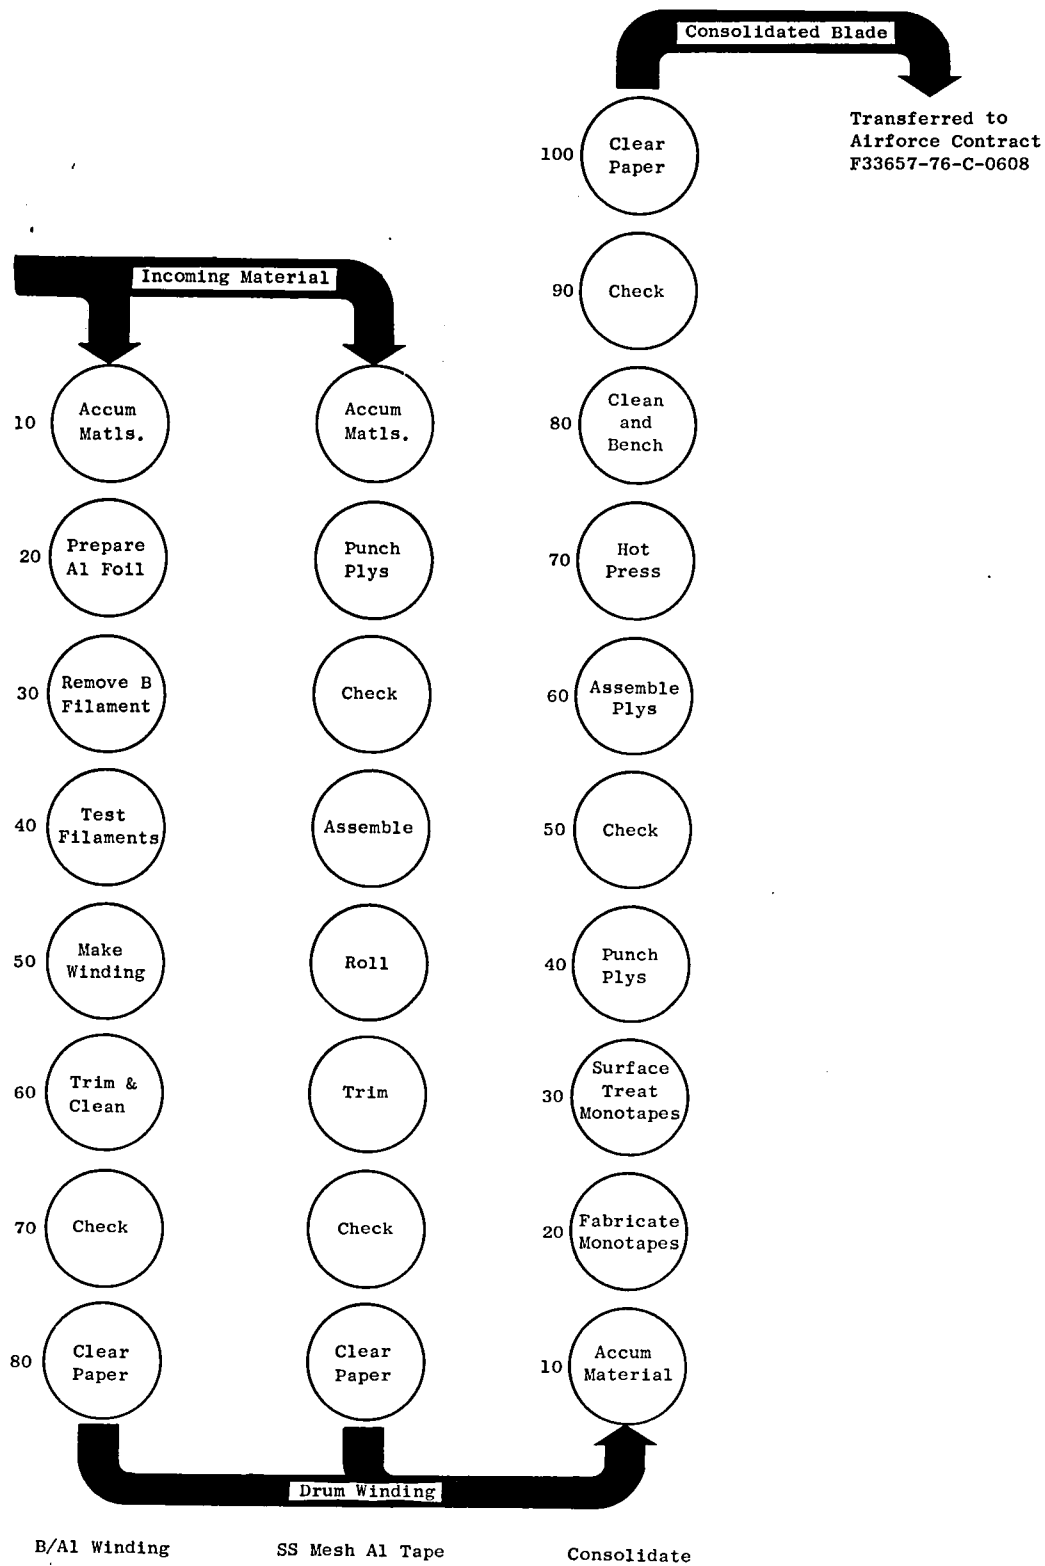 Consolidated Blade
Transferred to
Airforce Contract
F33657-76-C-0608
Incoming Material
10
Accum
Matls.
20
Prepare
Al Foil
30
Remove B
Filament
40
Test
Filaments
50
Make
Winding
60
Trim &
Clean
70
Check
80
Clear
Paper
B/Al Winding
Accum
Matls.
Punch
Plys
Check
Assemble
Roll
Trim
Check
Clear
Paper
SS Mesh Al Tape
Drum Winding
100
Clear
Paper
90
Check
80
Clean
and
Bench
70
Hot
Press
60
Assemble
Plys
50
Check
40
Punch
Plys
30
Surface
Treat
Monotapes
20
Fabricate
Monotapes
10
Accum
Material
Consolidate